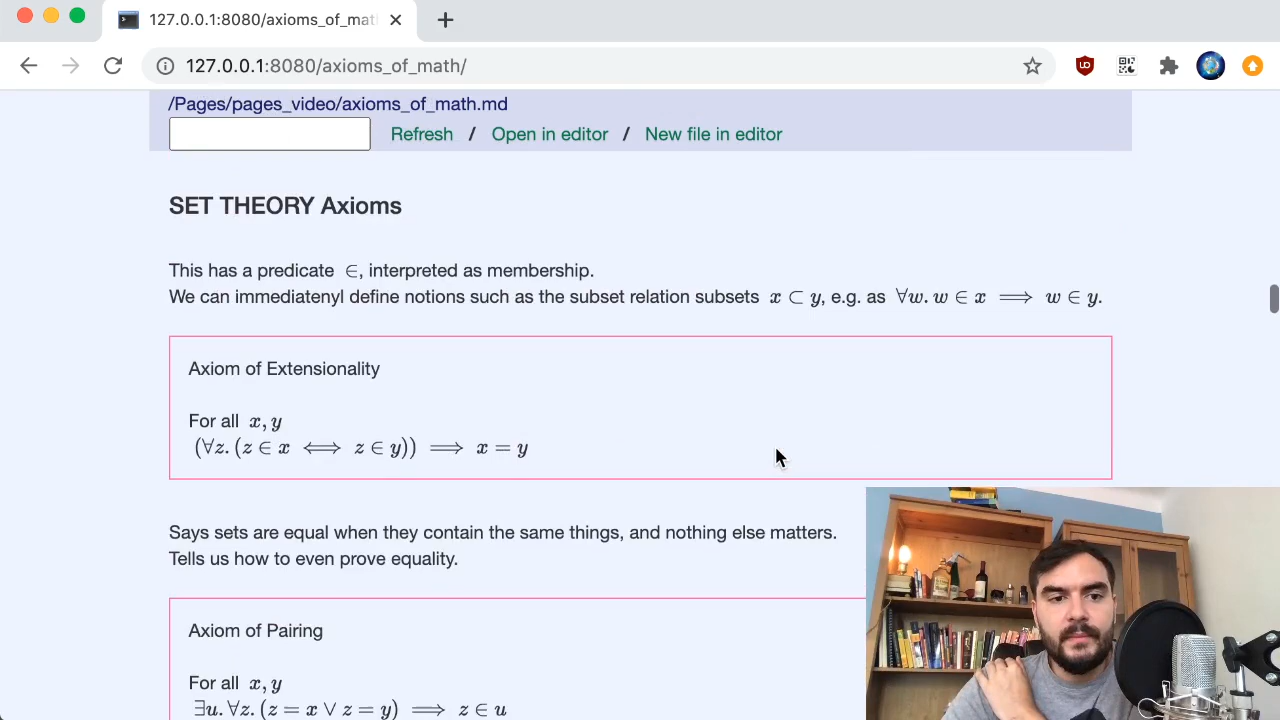 127.0.0.1:8080/axioms_of_mat
127.0.0.1:8080/axioms_of_math/
/Pages/pages_video/axioms_of_math.md
Refresh / Open in editor / New file in editor
SET THEORY Axioms
This has a predicate ∈, interpreted as membership.
We can immediatenyl define notions such as the subset relation subsets x ⊂ y, e.g. as ∀w. w ∈ x ⟹ w ∈ y.
Axiom of Extensionality
For all x, y
(∀z. (z ∈ x ⟺ z ∈ y)) ⟹ x = y
Says sets are equal when they contain the same things, and nothing else matters.
Tells us how to even prove equality.
Axiom of Pairing
For all x, y
∃u. ∀z. (z = x ∨ z = y) ⟹ z ∈ u